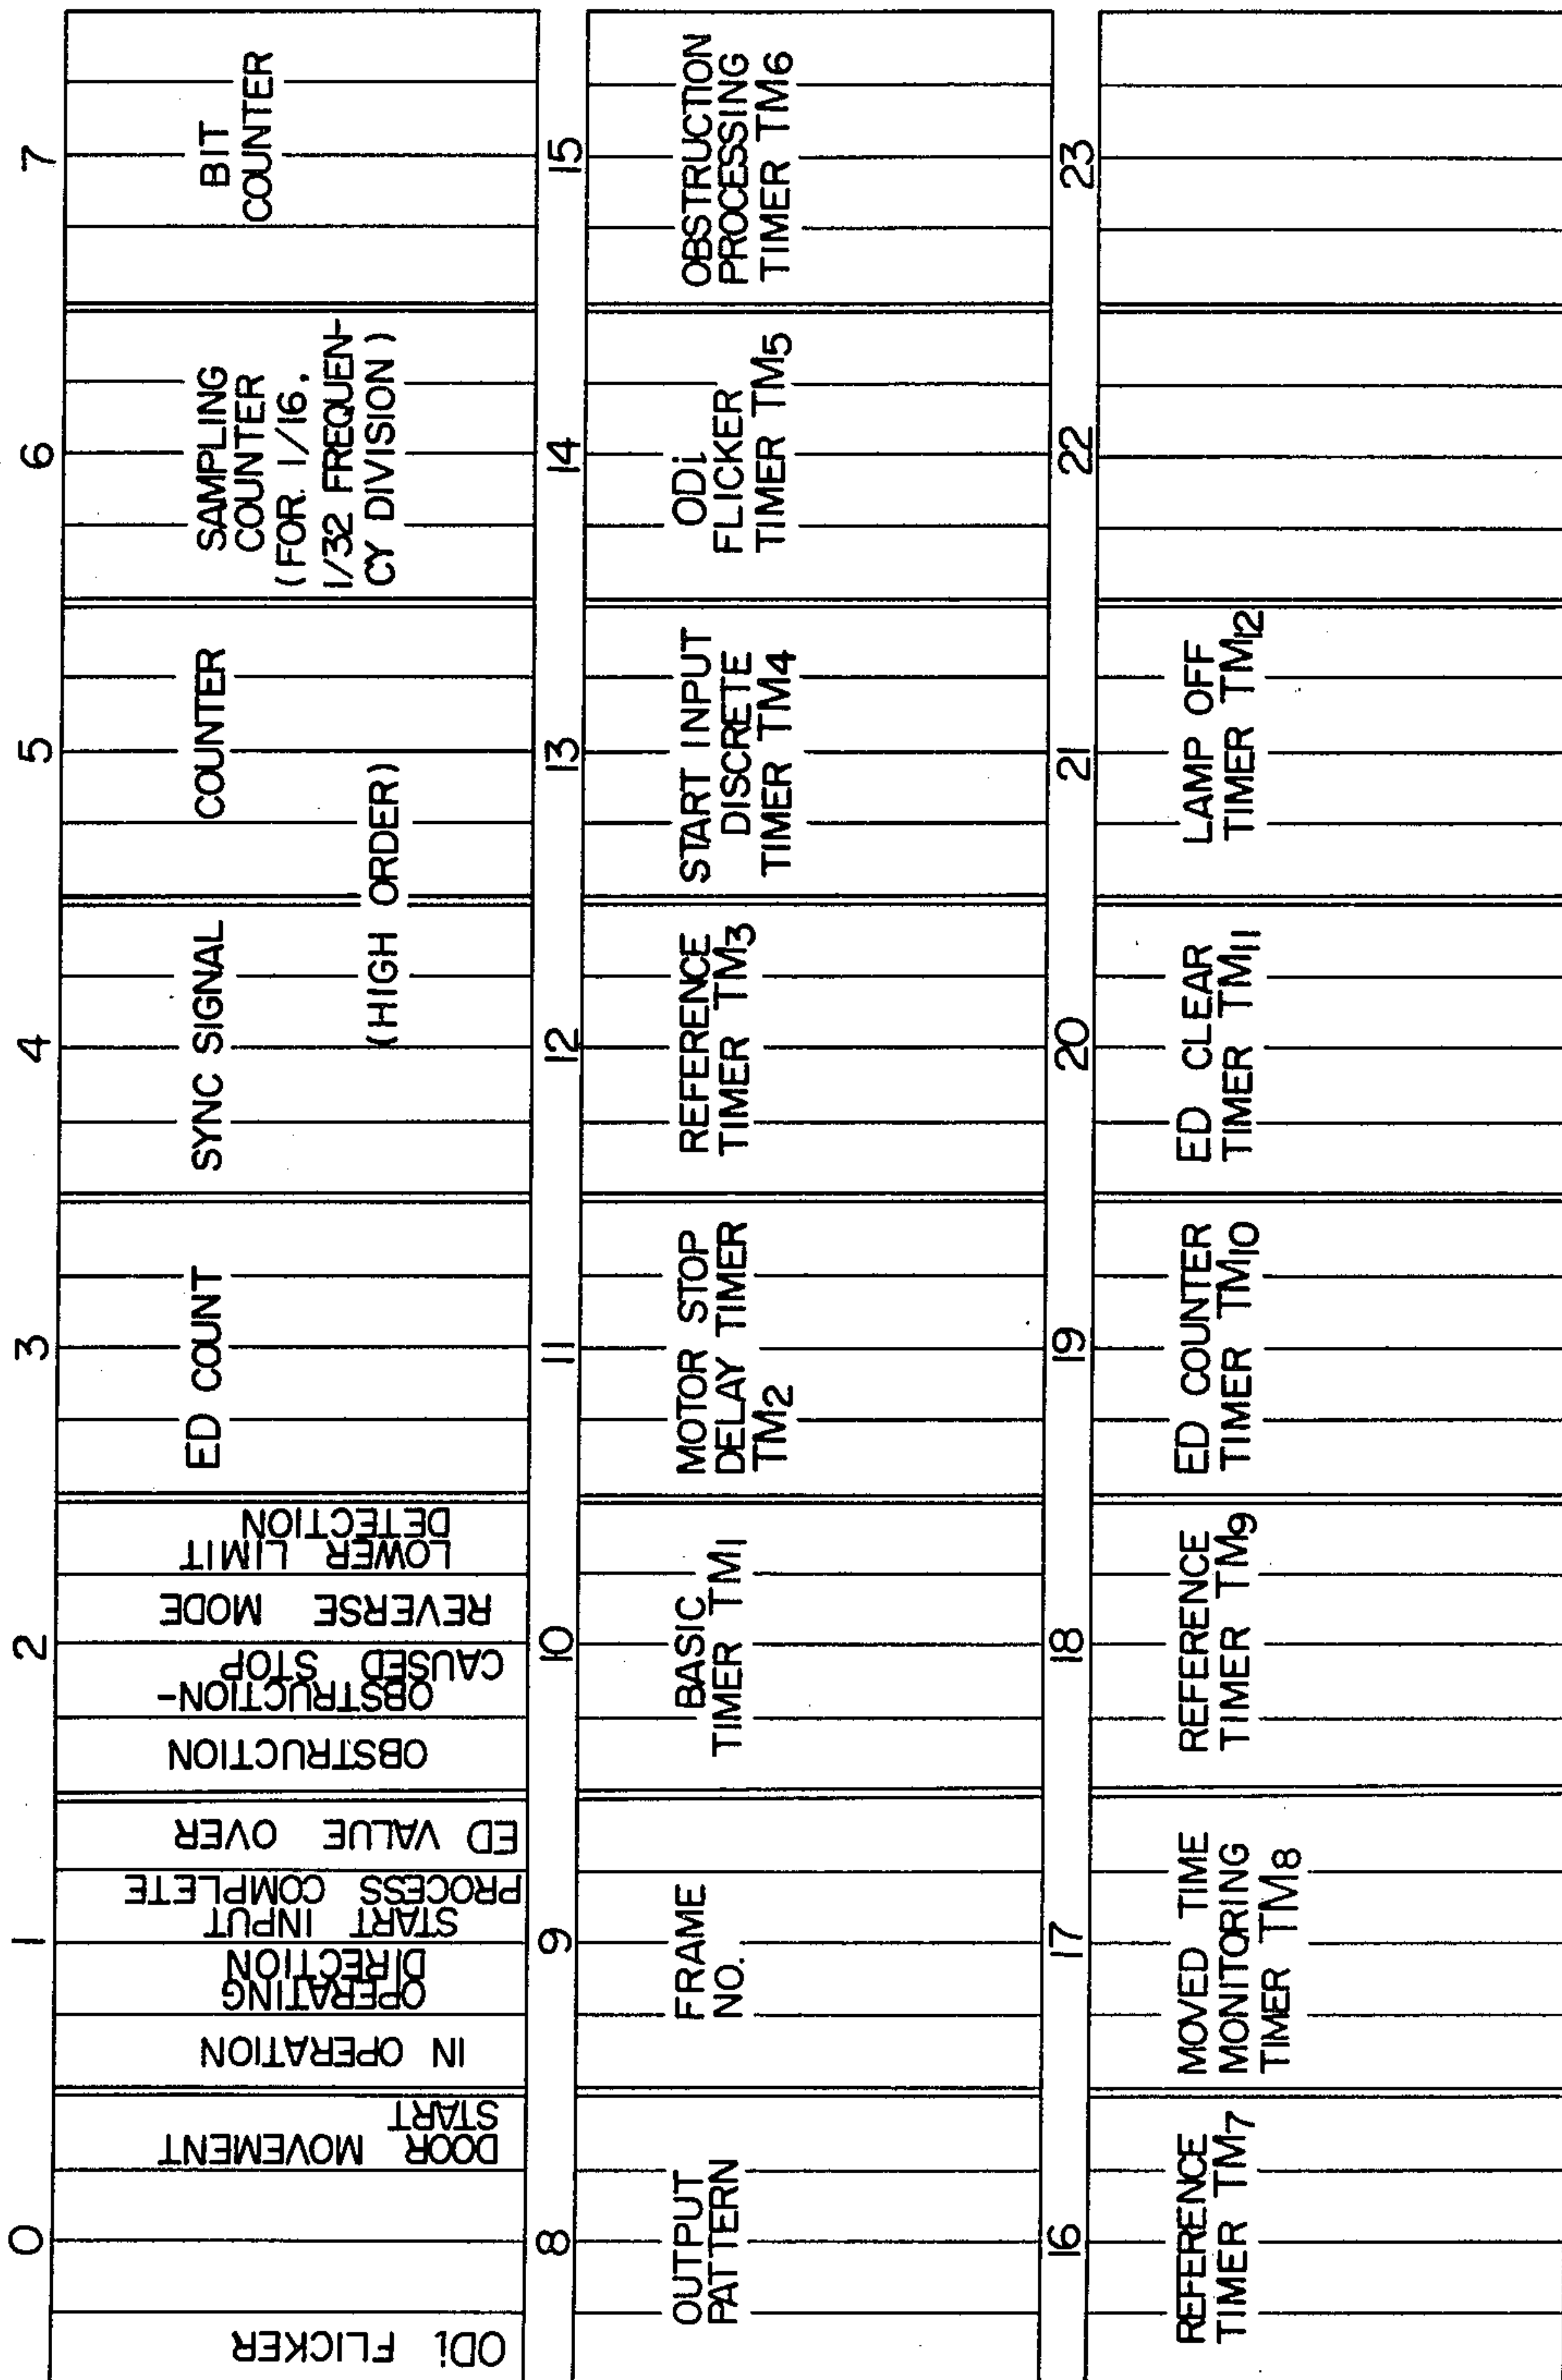 0
1
2
3
4
5
6
7
ODi FLICKER
DOOR MOVEMENT
START
IN OPERATION
OPERATING
DIRECTION
START INPUT
PROCESS COMPLETE
ED VALUE OVER
OBSTRUCTION
OBSTRUCTION-
CAUSED STOP
REVERSE MODE
LOWER LIMIT
DETECTION
ED COUNT
SYNC SIGNAL COUNTER
(HIGH ORDER)
SAMPLING
COUNTER
(FOR 1/16,
1/32 FREQUEN-
CY DIVISION)
BIT
COUNTER
8
9
10
11
12
13
14
15
OUTPUT
PATTERN
FRAME
NO.
BASIC
TIMER TM1
MOTOR STOP
DELAY TIMER
TM2
REFERENCE
TIMER TM3
START INPUT
DISCRETE
TIMER TM4
ODi
FLICKER
TIMER TM5
OBSTRUCTION
PROCESSING
TIMER TM6
16
17
18
19
20
21
22
23
REFERENCE
TIMER TM7
MOVED TIME
MONITORING
TIMER TM8
REFERENCE
TIMER TM9
ED COUNTER
TIMER TM10
ED CLEAR
TIMER TM11
LAMP OFF
TIMER TM12